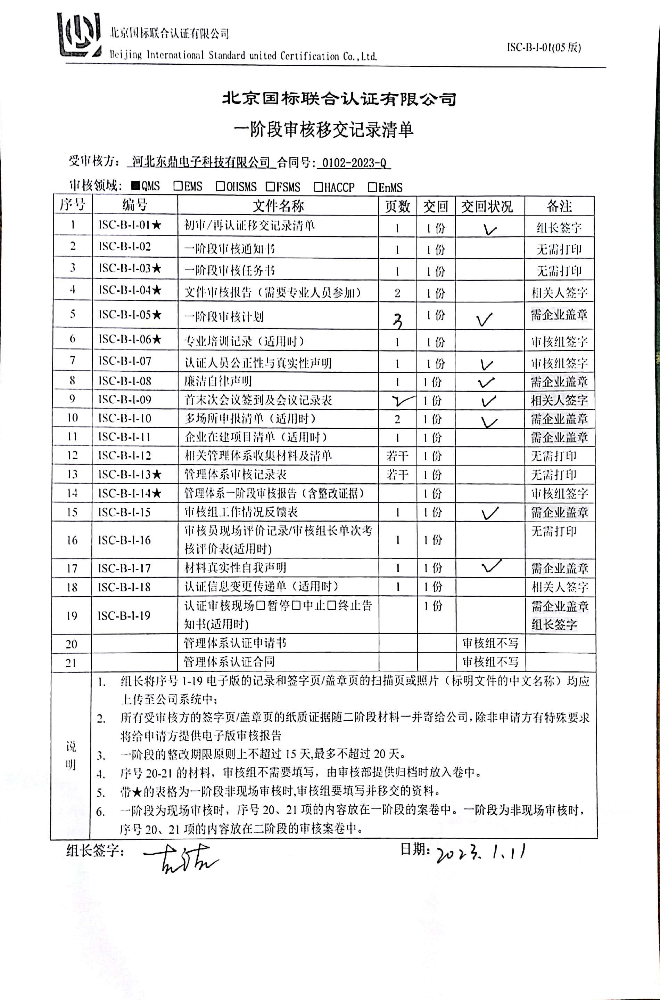 北京国标联合认证有限公司
Beijing International Standard united Certification Co.,Ltd.
ISC-B-I-01(05 版)
北京国标联合认证有限公司
一阶段审核移交记录清单
受审核方： 河北东鼎电子科技有限公司 合同号: 0102-2023-Q
审核领域: ■QMS □EMS □OHSMS □FSMS □HACCP □EnMS
序号 编号 文件名称 页数 交回 交回状况 备注
1 ISC-B-I-01★ 初审/再认证移交记录清单 1 1 份 ✓ 组长签字
2 ISC-B-I-02 一阶段审核通知书 1 1 份 无需打印
3 ISC-B-I-03★ 一阶段审核任务书 1 1 份 无需打印
4 ISC-B-I-04★ 文件审核报告（需要专业人员参加） 2 1 份 相关人签字
5 ISC-B-I-05★ 一阶段审核计划 3 1 份 ✓ 需企业盖章
6 ISC-B-I-06★ 专业培训记录（适用时） 1 1 份 审核组签字
7 ISC-B-I-07 认证人员公正性与真实性声明 1 1 份 ✓ 审核组签字
8 ISC-B-I-08 廉洁自律声明 1 1 份 ✓ 需企业盖章
9 ISC-B-I-09 首末次会议签到及会议记录表 1 份 ✓ 相关人签字
10 ISC-B-I-10 多场所申报清单（适用时） 2 1 份 ✓ 需企业盖章
11 ISC-B-I-11 企业在建项目清单（适用时） 1 1 份 需企业盖章
12 ISC-B-I-12 相关管理体系收集材料及清单 若干 1 份 无需打印
13 ISC-B-I-13★ 管理体系审核记录表 若干 1 份 无需打印
14 ISC-B-I-14★ 管理体系一阶段审核报告（含整改证据） 1 份 审核组签字
15 ISC-B-I-15 审核组工作情况反馈表 1 1 份 ✓ 需企业盖章
16 ISC-B-I-16 审核员现场评价记录/审核组长单次考 1 1 份 无需打印
核评价表(适用时)
17 ISC-B-I-17 材料真实性自我声明 1 1 份 ✓ 需企业盖章
18 ISC-B-I-18 认证信息变更传递单（适用时） 1 1 份 相关人签字
19 ISC-B-I-19 认证审核现场□暂停□中止□终止告 1 份 需企业盖章
知书(适用时) 组长签字
20 管理体系认证申请书 审核组不写
21 管理体系认证合同 审核组不写
说明
1. 组长将序号 1-19 电子版的记录和签字页/盖章页的扫描页或照片（标明文件的中文名称）均应
上传至公司系统中;
2. 所有受审核方的签字页/盖章页的纸质证据随二阶段材料一并寄给公司,除非申请方有特殊要求
将给申请方提供电子版审核报告
3. 一阶段的整改期限原则上不超过 15 天,最多不超过 20 天。
4. 序号 20-21 的材料，审核组不需要填写，由审核部提供归档时放入卷中。
5. 带★的表格为一阶段非现场审核时,审核组要填写并移交的资料。
6. 一阶段为现场审核时，序号 20、21 项的内容放在一阶段的案卷中。一阶段为非现场审核时，
序号 20、21 项的内容放在二阶段的审核案卷中。
组长签字: 日期: 2023.1.11